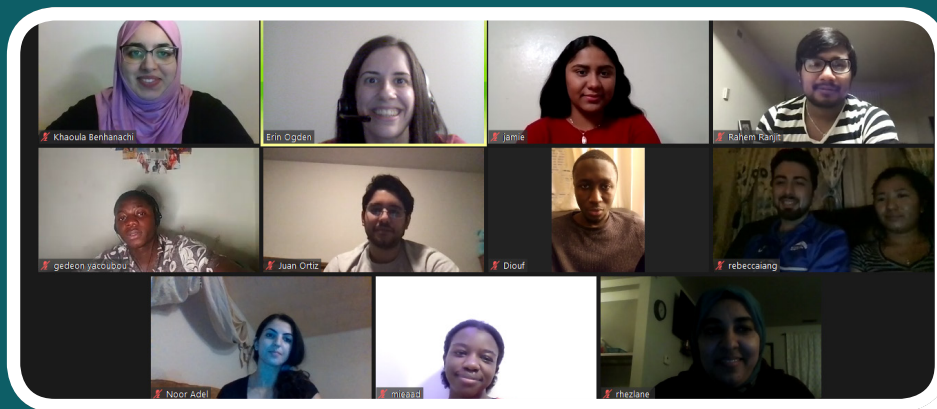 Khaoula Benhanachi
Erin Ogden
jamie
Rahem Ranjit
gedeon yacoubou
Juan Ortiz
Diouf
rebeccaiang
Noor Adel
mieaad
rhezlane